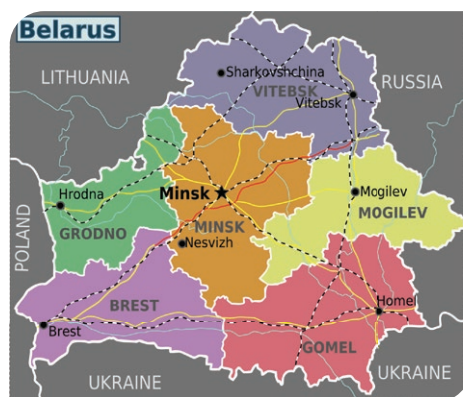 Belarus
LITHUANIA
Sharkovshchina
VITEBSK
RUSSIA
Vitebsk
Hrodna
Minsk
Mogilev
M0GILEV
GRODNO
MINSK
Nesvizh
POLAND
BREST
Homel
Brest
GOMEL
UKRAINE
UKRAINE